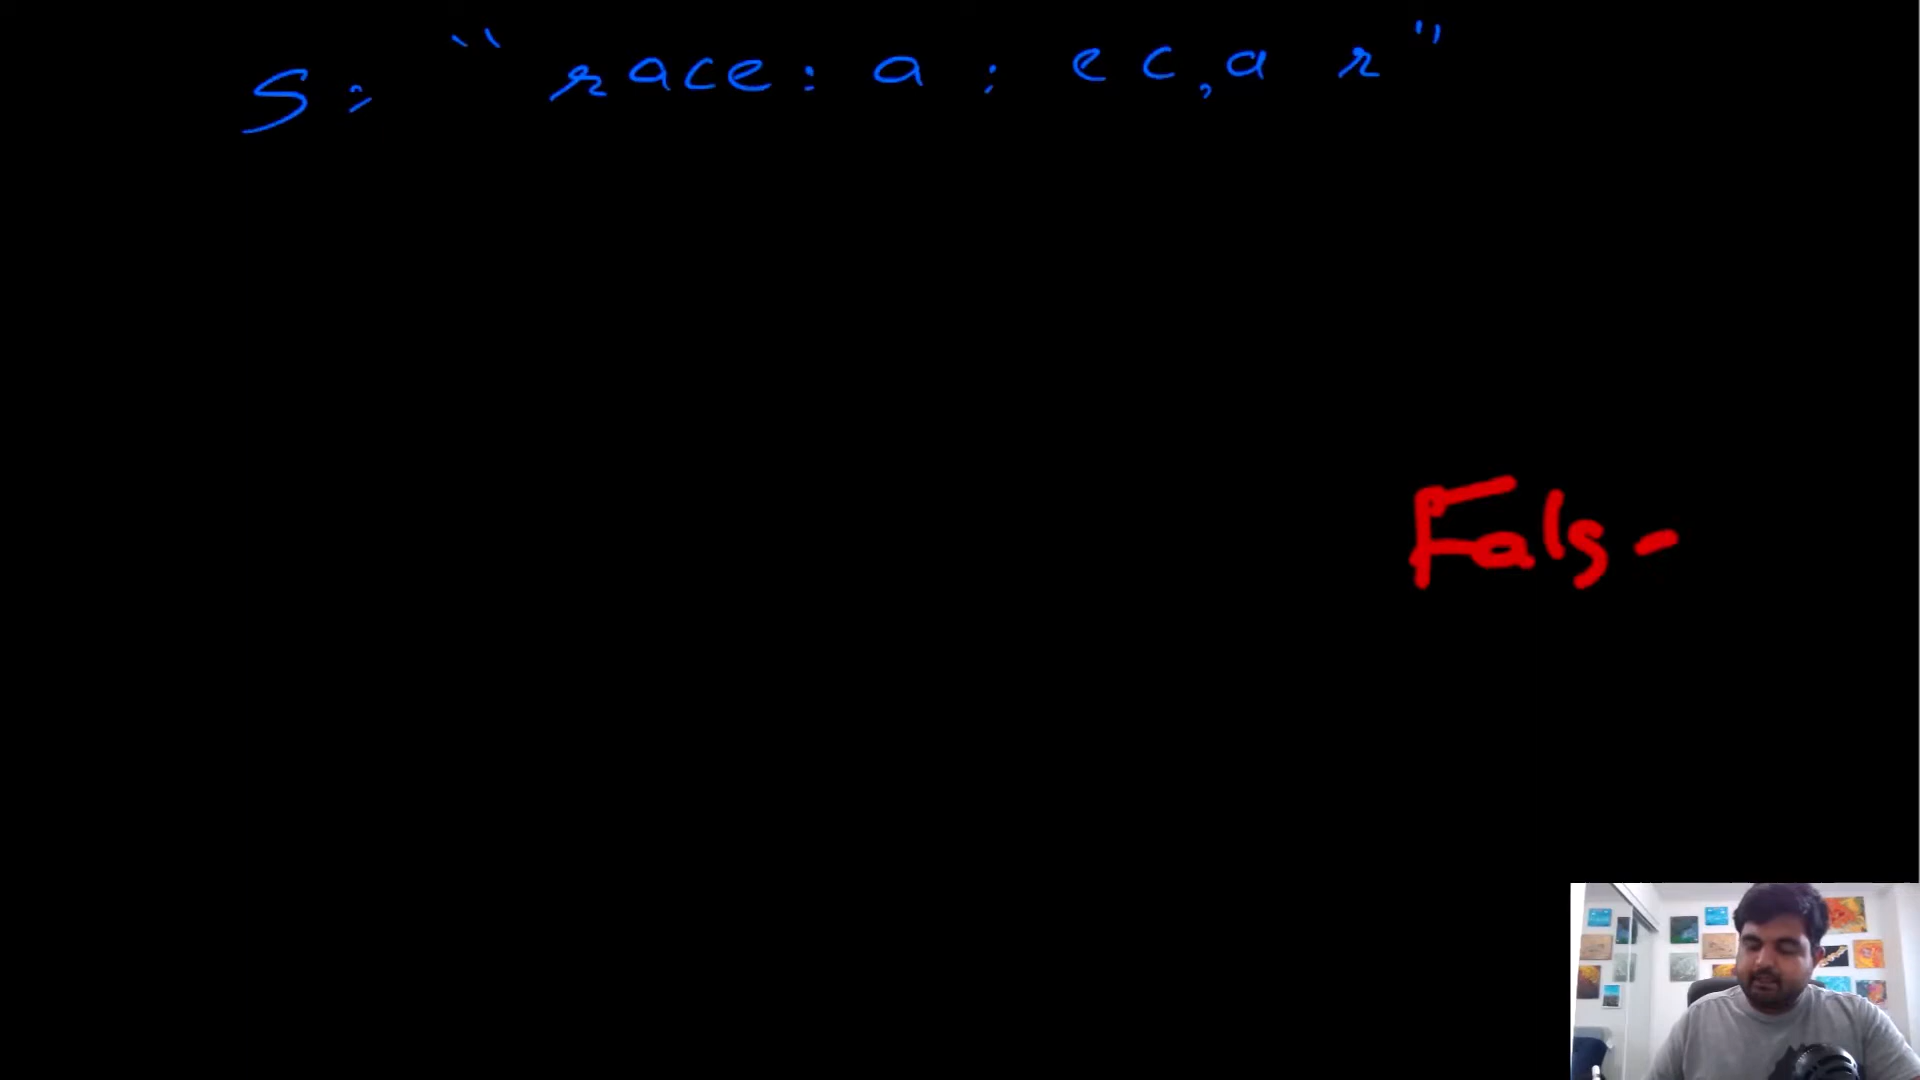 S = "race : a : ec,a r"
Fals